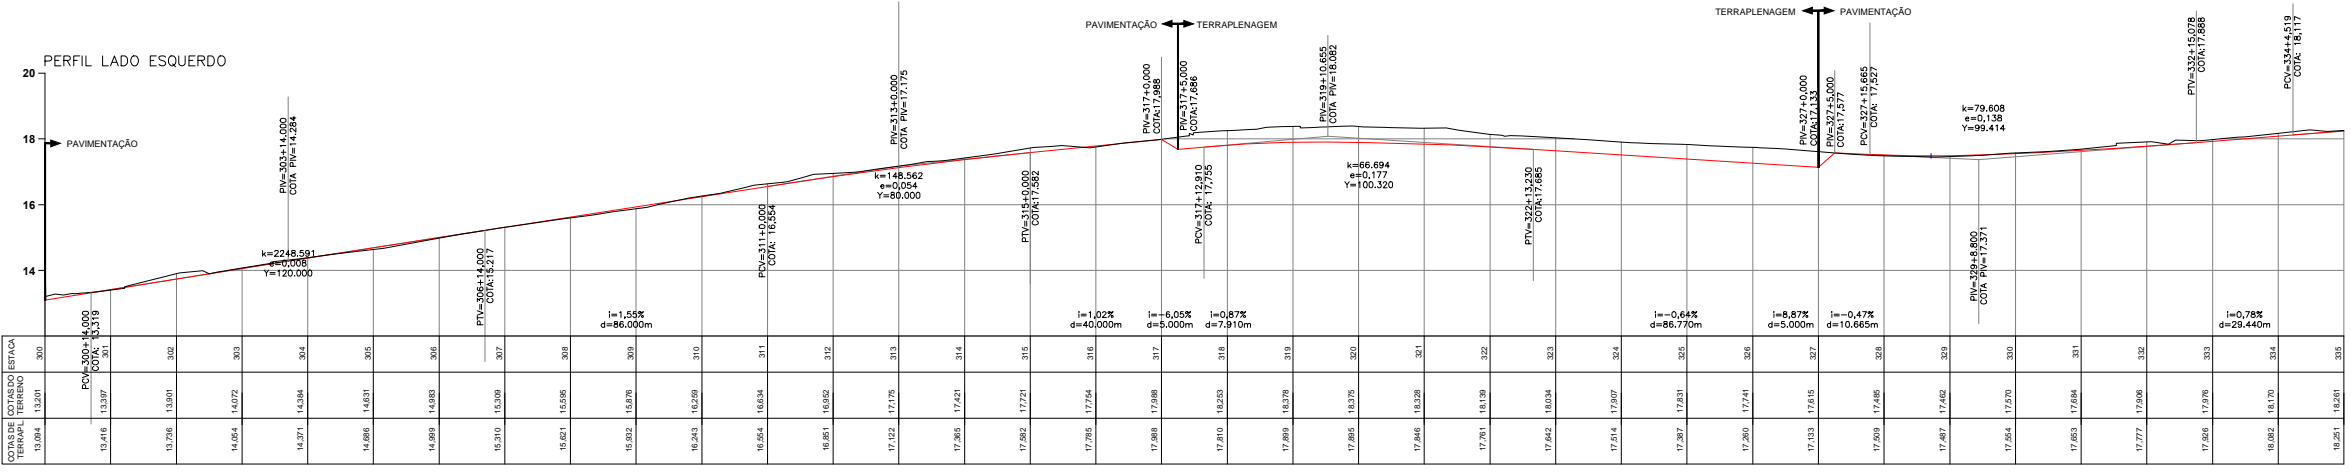 PERFIL LADO ESQUERDO
20
18
16
14
PAVIMENTAÇÃO
PAVIMENTAÇÃO
TERRAPLENAGEM
TERRAPLENAGEM
PAVIMENTAÇÃO
PCV=300+14,000
COTA: 13,319
PIV=303+14.000
COTA PIV=14.284
k=2248.591
e=0,008
Y=120.000
PTV=306+14,000
COTA:15.217
i=1,55%
d=86.000m
PCV=311+0,000
COTA: 16,554
PIV=313+0.000
COTA PIV=17.175
k=148.562
e=0,054
Y=80.000
PTV=315+0,000
COTA:17.582
i=1,02%
d=40.000m
PIV=317+0,000
COTA:17,988
i=-6,05%
d=5.000m
PIV=317+5,000
COTA:17,686
i=0,87%
d=7.910m
PCV=317+12,910
COTA: 17,755
PIV=319+10.655
COTA PIV=18.082
k=66.694
e=0,177
Y=100.320
PTV=322+13,230
COTA:17.685
i=-0,64%
d=86.770m
PIV=327+0,000
COTA:17,133
i=8,87%
d=5.000m
PIV=327+5,000
COTA:17,577
i=-0,47%
d=10.665m
PCV=327+15,665
COTA: 17,527
k=79.608
e=0,138
Y=99.414
PIV=329+8.800
COTA PIV=17.371
PTV=332+15,078
COTA:17.888
i=0,78%
d=29.440m
PCV=334+4,519
COTA: 18,117
ESTACA
300 301 302 303 304 305 306 307 308 309 310 311 312 313 314 315 316 317 318 319 320 321 322 323 324 325 326 327 328 329 330 331 332 333 334 335
COTAS DO
TERRENO
13,201 13,397 13,901 14,072 14,384 14,631 14,983 15,309 15,595 15,876 16,259 16,634 16,952 17,175 17,421 17,721 17,754 17,988 18,253 18,378 18,375 18,328 18,139 18,034 17,907 17,831 17,741 17,615 17,485 17,462 17,570 17,684 17,906 17,976 18,170 18,261
COTAS DE
TERRAPL.
13,094 13,416 13,736 14,054 14,371 14,686 14,999 15,310 15,621 15,932 16,243 16,554 16,851 17,122 17,365 17,582 17,785 17,988 17,810 17,899 17,895 17,846 17,761 17,642 17,514 17,387 17,260 17,133 17,509 17,487 17,554 17,653 17,777 17,926 18,082 18,251